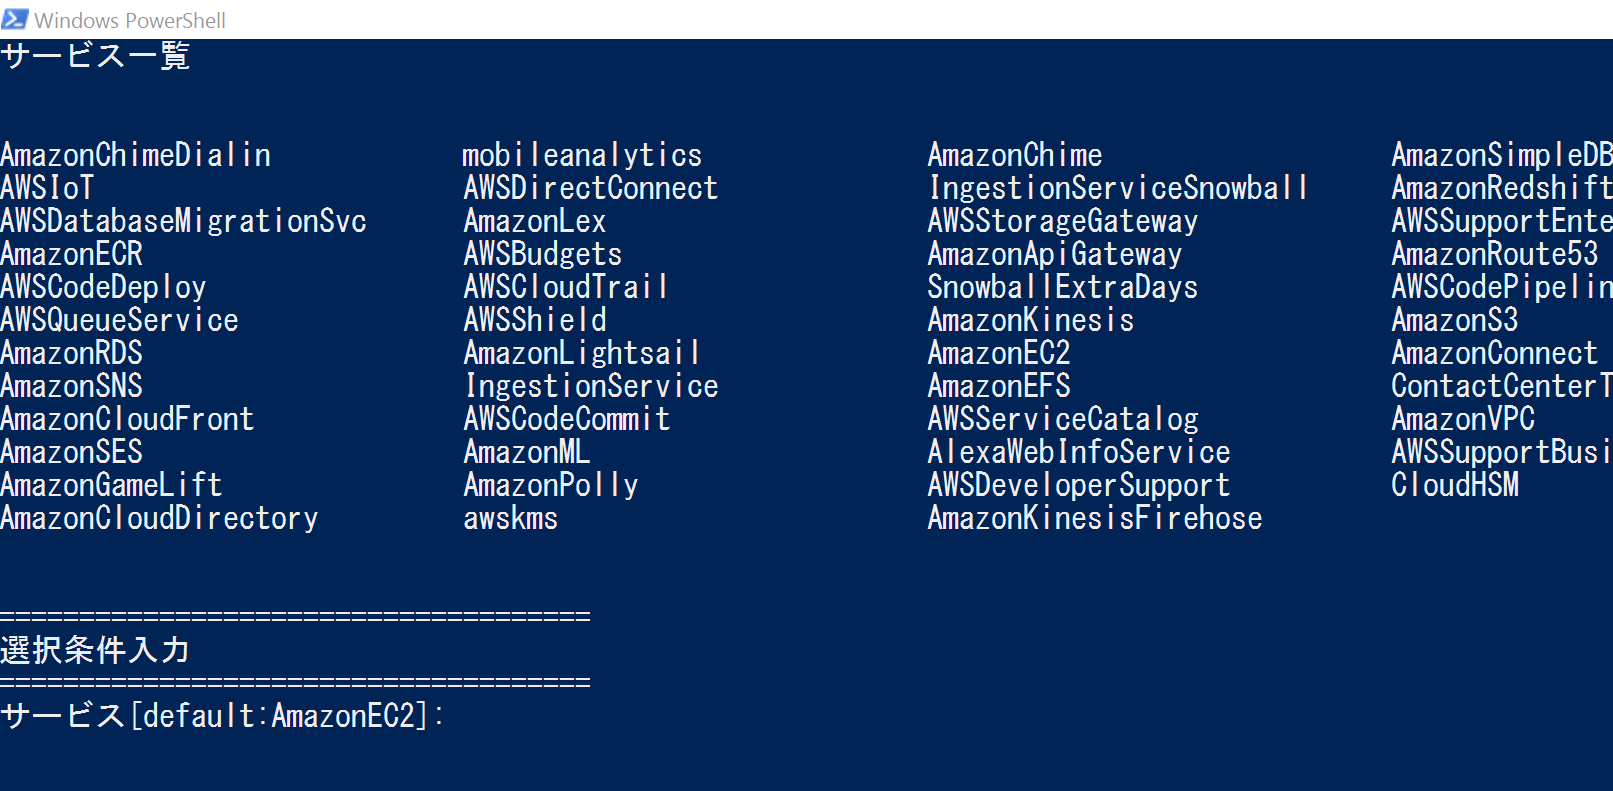 Windows PowerShell
サービス一覧
AmazonChimeDialin mobileanalytics AmazonChime AmazonSimpleDB
AWSIoT AWSDirectConnect IngestionServiceSnowball AmazonRedshift
AWSDatabaseMigrationSvc AmazonLex AWSStorageGateway AWSSupportEnte
AmazonECR AWSBudgets AmazonApiGateway AmazonRoute53
AWSCodeDeploy AWSCloudTrail SnowballExtraDays AWSCodePipelin
AWSQueueService AWSShield AmazonKinesis AmazonS3
AmazonRDS AmazonLightsail AmazonEC2 AmazonConnect
AmazonSNS IngestionService AmazonEFS ContactCenterT
AmazonCloudFront AWSCodeCommit AWSServiceCatalog AmazonVPC
AmazonSES AmazonML AlexaWebInfoService AWSSupportBusi
AmazonGameLift AmazonPolly AWSDeveloperSupport CloudHSM
AmazonCloudDirectory awskms AmazonKinesisFirehose
=====================================
選択条件入力
=====================================
サービス[default:AmazonEC2]: